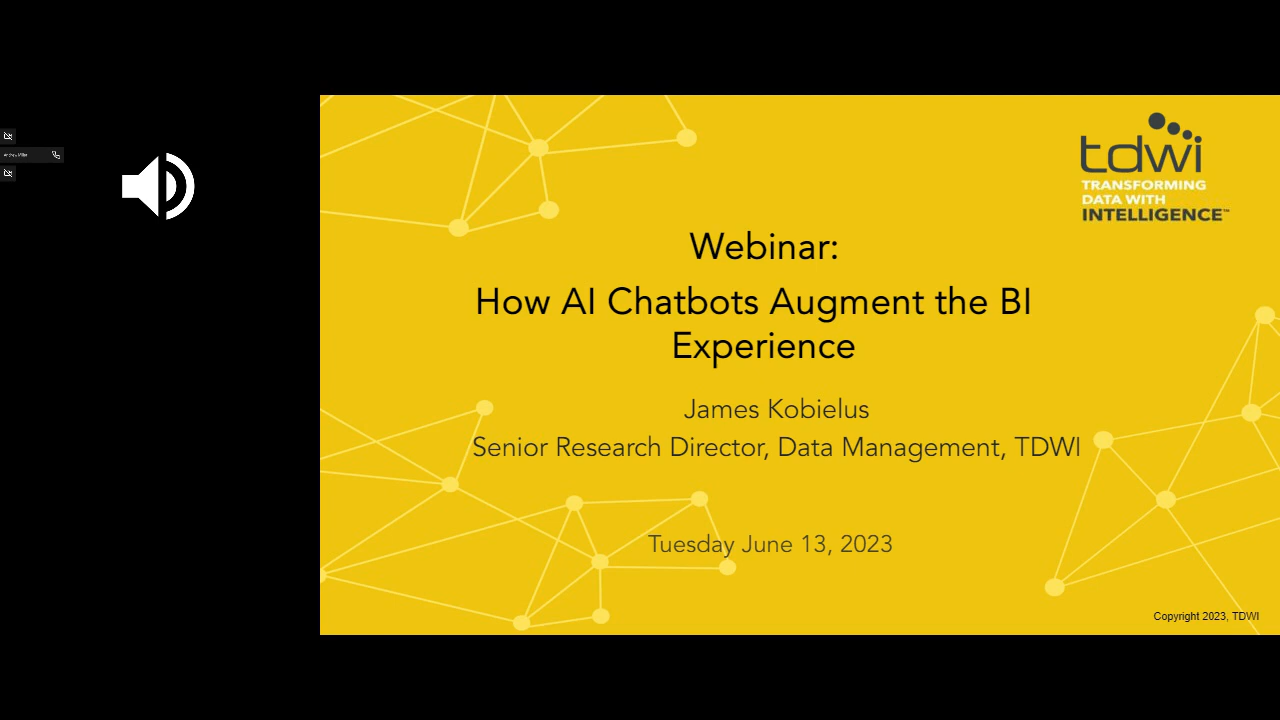 tdwi
TRANSFORMING
DATA WITH
INTELLIGENCE™
Webinar:
How AI Chatbots Augment the BI
Experience
James Kobielus
Senior Research Director, Data Management, TDWI
Tuesday June 13, 2023
Copyright 2023, TDWI